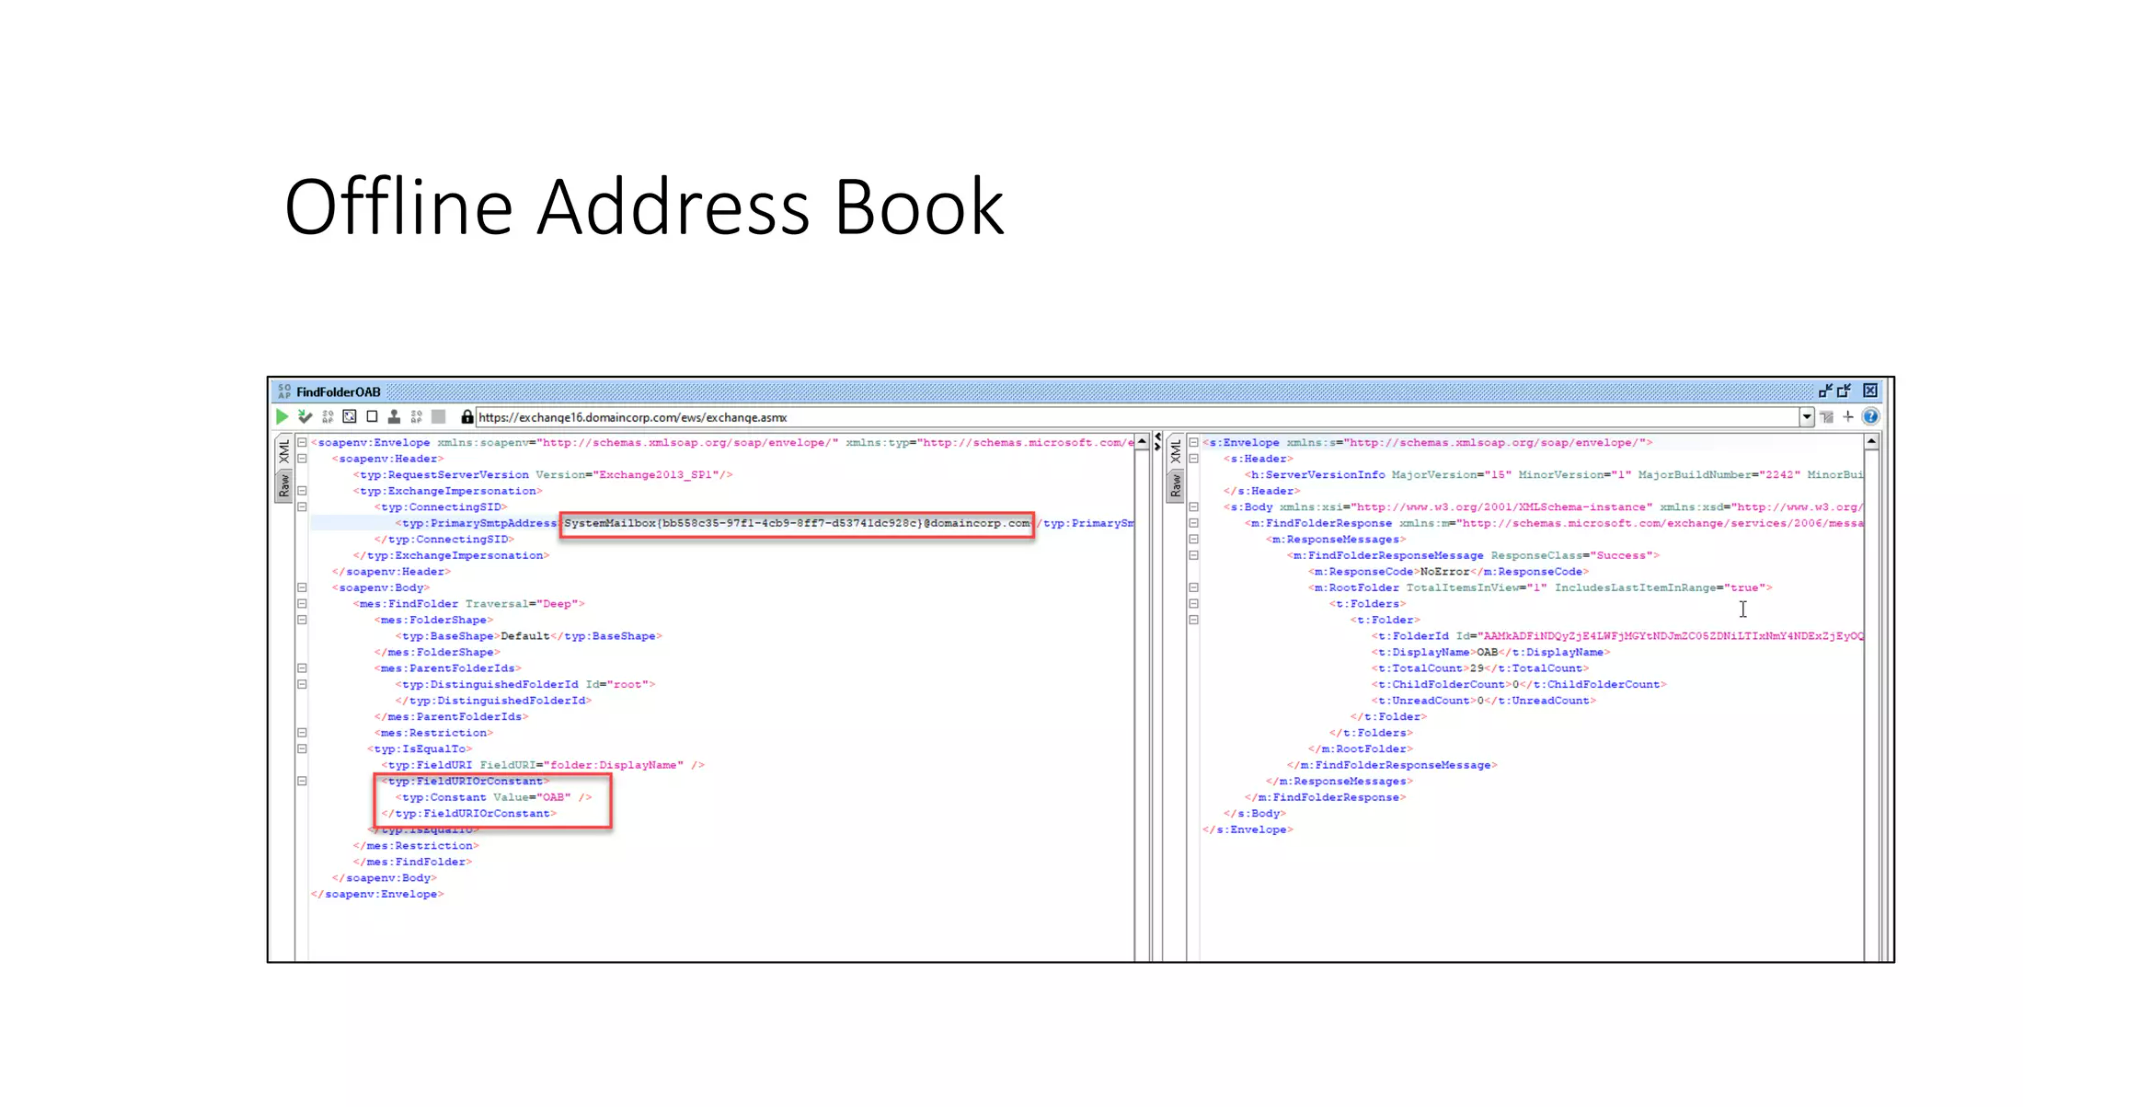 Offline Address Book
FindFolderOAB
https://exchange16.domaincorp.com/ews/exchange.asmx
XML
Raw
<soapenv:Envelope xmlns:soapenv="http://schemas.xmlsoap.org/soap/envelope/" xmlns:typ="http://schemas.microsoft.com/e
<soapenv:Header>
<typ:RequestServerVersion Version="Exchange2013_SP1"/>
<typ:ExchangeImpersonation>
<typ:ConnectingSID>
<typ:PrimarySmtpAddress>SystemMailbox{bb558c35-97f1-4cb9-8ff7-d53741dc928c}@domaincorp.com</typ:PrimarySm
</typ:ConnectingSID>
</typ:ExchangeImpersonation>
</soapenv:Header>
<soapenv:Body>
<mes:FindFolder Traversal="Deep">
<mes:FolderShape>
<typ:BaseShape>Default</typ:BaseShape>
</mes:FolderShape>
<mes:ParentFolderIds>
<typ:DistinguishedFolderId Id="root">
</typ:DistinguishedFolderId>
</mes:ParentFolderIds>
<mes:Restriction>
<typ:IsEqualTo>
<typ:FieldURI FieldURI="folder:DisplayName" />
<typ:FieldURIOrConstant>
<typ:Constant Value="OAB" />
</typ:FieldURIOrConstant>
</typ:IsEqualTo>
</mes:Restriction>
</mes:FindFolder>
</soapenv:Body>
</soapenv:Envelope>
XML
Raw
<s:Envelope xmlns:s="http://schemas.xmlsoap.org/soap/envelope/">
<s:Header>
<h:ServerVersionInfo MajorVersion="15" MinorVersion="1" MajorBuildNumber="2242" MinorBui
</s:Header>
<s:Body xmlns:xsi="http://www.w3.org/2001/XMLSchema-instance" xmlns:xsd="http://www.w3.org/
<m:FindFolderResponse xmlns:m="http://schemas.microsoft.com/exchange/services/2006/messa
<m:ResponseMessages>
<m:FindFolderResponseMessage ResponseClass="Success">
<m:ResponseCode>NoError</m:ResponseCode>
<m:RootFolder TotalItemsInView="1" IncludesLastItemInRange="true">
<t:Folders>
<t:Folder>
<t:FolderId Id="AAMkADFiNDQyZjE4LWFjMGYtNDJmZC05ZDNiLTIxNmY4NDExZjEyOQ
<t:DisplayName>OAB</t:DisplayName>
<t:TotalCount>29</t:TotalCount>
<t:ChildFolderCount>0</t:ChildFolderCount>
<t:UnreadCount>0</t:UnreadCount>
</t:Folder>
</t:Folders>
</m:RootFolder>
</m:FindFolderResponseMessage>
</m:ResponseMessages>
</m:FindFolderResponse>
</s:Body>
</s:Envelope>